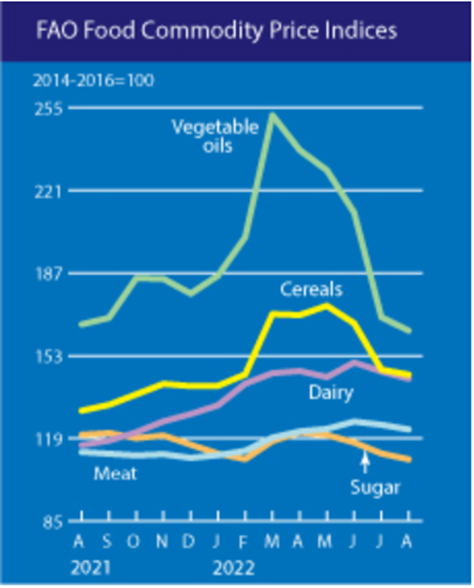 FAO Food Commodity Price Indices
2014-2016=100
255
Vegetable
oils
221
187
Cereals
153
Dairy
119
Meat
Sugar
85
A S O N D J F M A M J J A
2021 2022